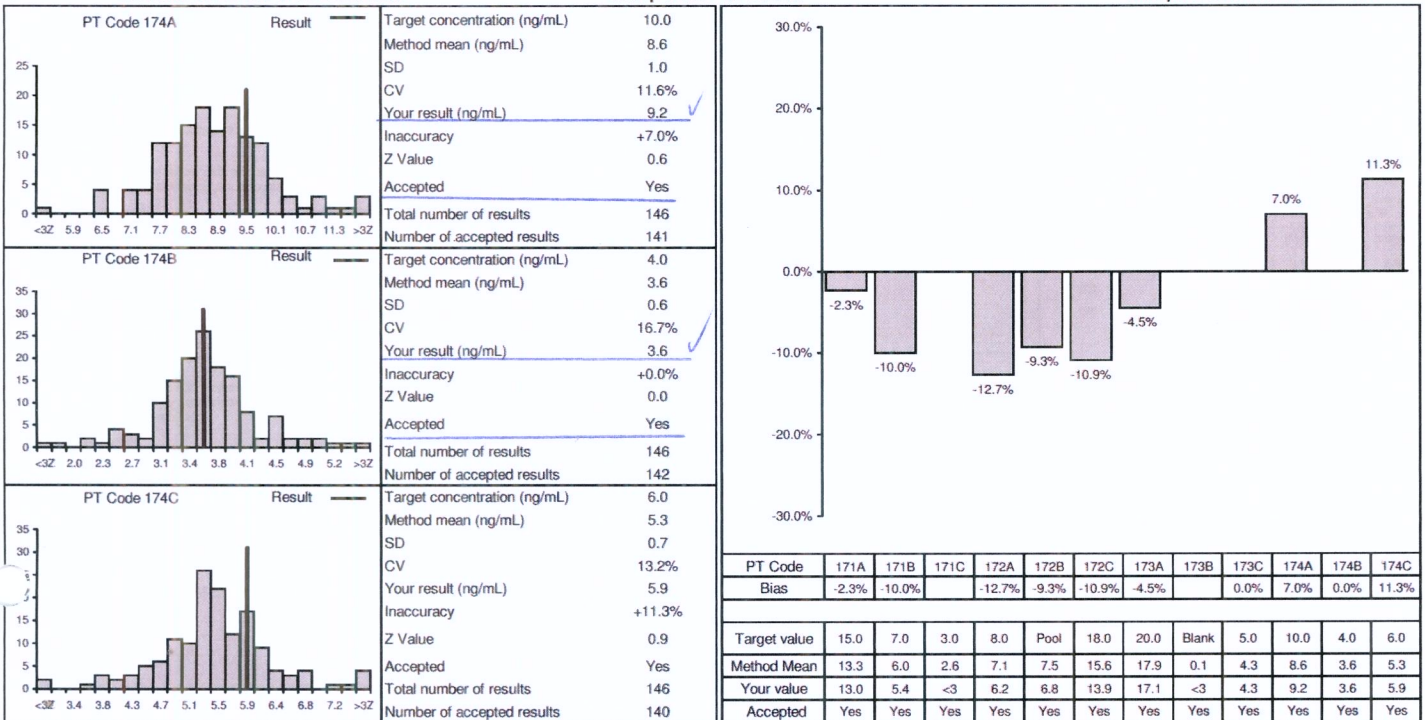 PT Code 174A Result
25
20
15
10
5
0
<3Z 5.9 6.5 7.1 7.7 8.3 8.9 9.5 10.1 10.7 11.3 >3Z
Target concentration (ng/mL) 10.0
Method mean (ng/mL) 8.6
SD 1.0
CV 11.6%
Your result (ng/mL) 9.2
Inaccuracy +7.0%
Z Value 0.6
Accepted Yes
Total number of results 146
Number of accepted results 141
PT Code 174B Result
35
30
25
20
15
10
5
0
<3Z 2.0 2.3 2.7 3.1 3.4 3.8 4.1 4.5 4.9 5.2 >3Z
Target concentration (ng/mL) 4.0
Method mean (ng/mL) 3.6
SD 0.6
CV 16.7%
Your result (ng/mL) 3.6
Inaccuracy +0.0%
Z Value 0.0
Accepted Yes
Total number of results 146
Number of accepted results 142
PT Code 174C Result
35
30
20
15
10
5
0
<3Z 3.4 3.8 4.3 4.7 5.1 5.5 5.9 6.4 6.8 7.2 >3Z
Target concentration (ng/mL) 6.0
Method mean (ng/mL) 5.3
SD 0.7
CV 13.2%
Your result (ng/mL) 5.9
Inaccuracy +11.3%
Z Value 0.9
Accepted Yes
Total number of results 146
Number of accepted results 140
30.0%
20.0%
10.0%
0.0%
-10.0%
-20.0%
-30.0%
-2.3%
-10.0%
-12.7%
-9.3%
-10.9%
-4.5%
7.0%
11.3%
PT Code 171A 171B 171C 172A 172B 172C 173A 173B 173C 174A 174B 174C
Bias -2.3% -10.0% -12.7% -9.3% -10.9% -4.5% 0.0% 7.0% 0.0% 11.3%
Target value 15.0 7.0 3.0 8.0 Pool 18.0 20.0 Blank 5.0 10.0 4.0 6.0
Method Mean 13.3 6.0 2.6 7.1 7.5 15.6 17.9 0.1 4.3 8.6 3.6 5.3
Your value 13.0 5.4 <3 6.2 6.8 13.9 17.1 <3 4.3 9.2 3.6 5.9
Accepted Yes Yes Yes Yes Yes Yes Yes Yes Yes Yes Yes Yes